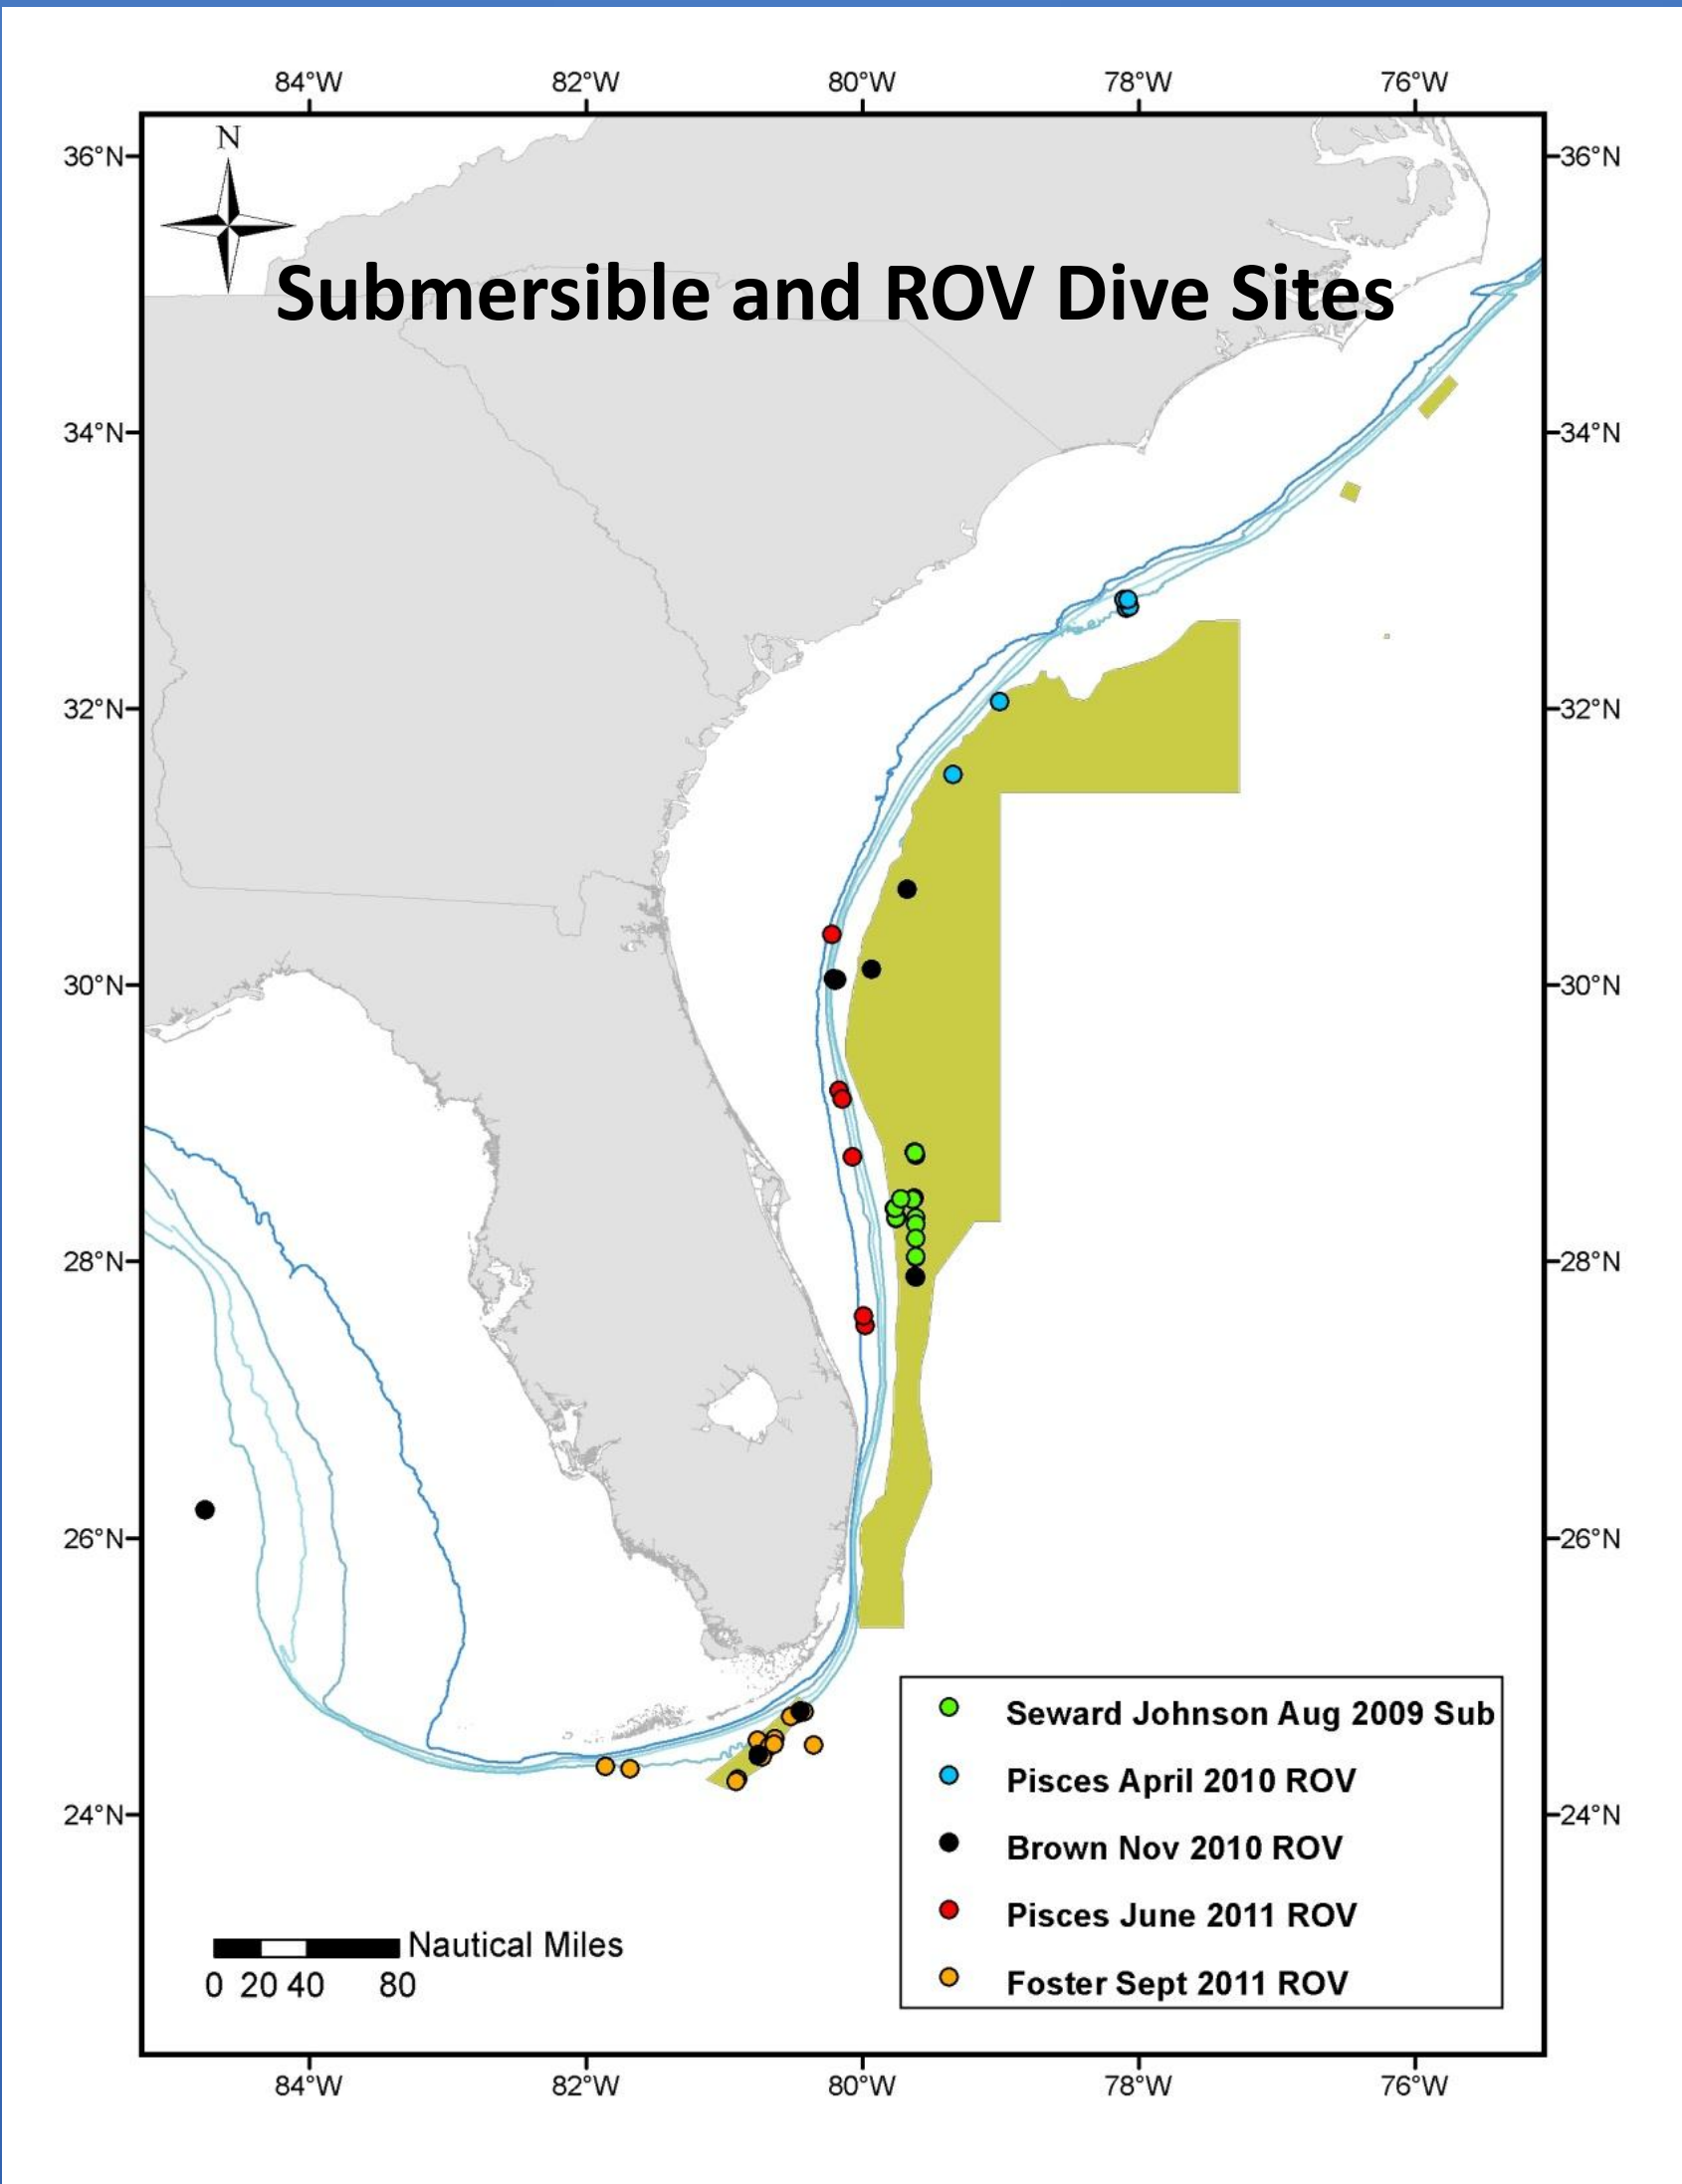 84°W 82°W 80°W 78°W 76°W
N
36°N 36°N
Submersible and ROV Dive Sites
34°N 34°N
32°N 32°N
30°N 30°N
28°N 28°N
26°N 26°N
Seward Johnson Aug 2009 Sub
Pisces April 2010 ROV
24°N 24°N
Brown Nov 2010 ROV
Pisces June 2011 ROV
Nautical Miles
0 20 40 80
Foster Sept 2011 ROV
84°W 82°W 80°W 78°W 76°W